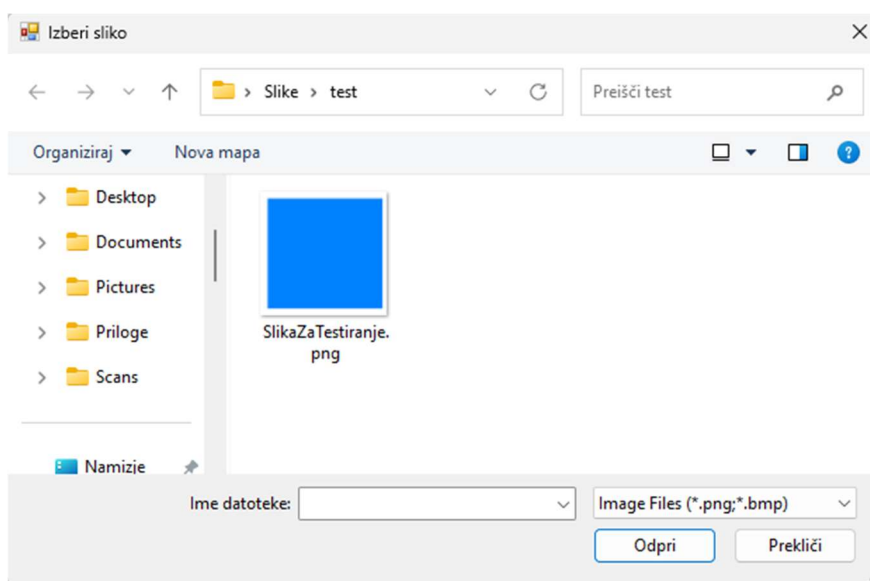 Izberi sliko
Slike > test
Preišči test
Organiziraj
Nova mapa
Desktop
Documents
Pictures
Priloge
Scans
Namizje
SlikaZaTestiranje.
png
Ime datoteke:
Image Files (*.png;*.bmp)
Odpri
Prekliči